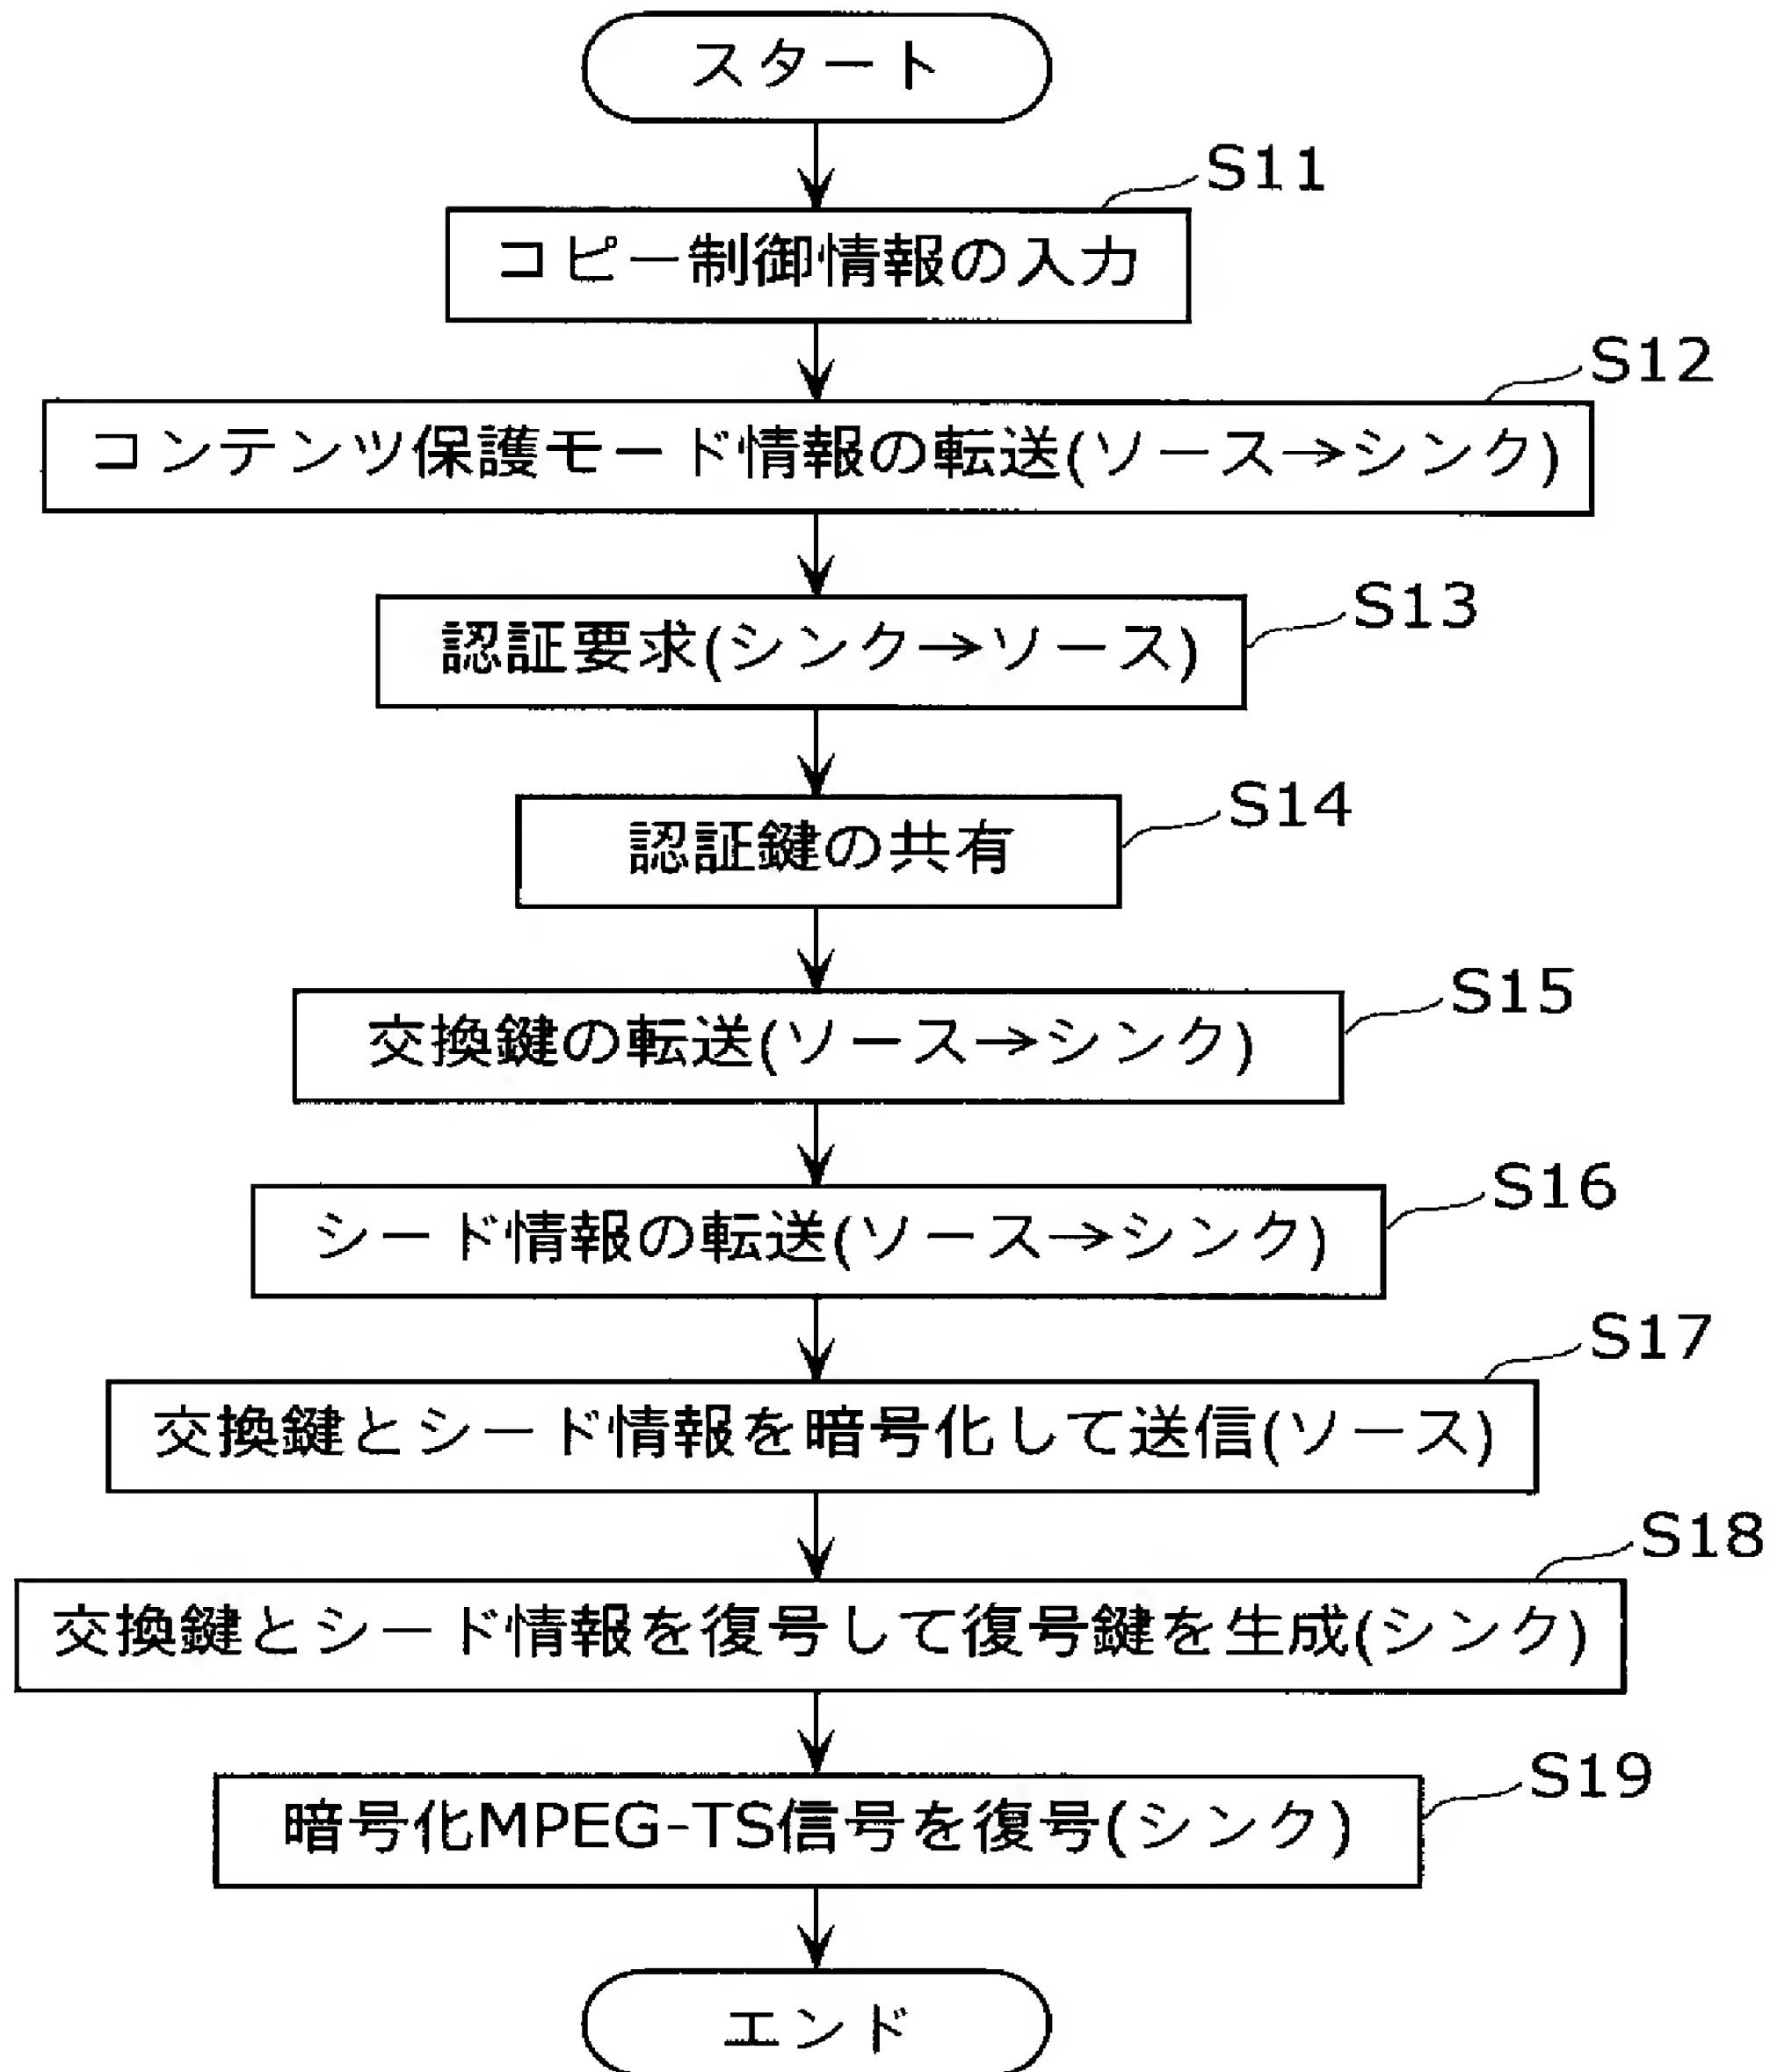 スタート
S11
コピー制御情報の入力
S12
コンテンツ保護モード情報の転送(ソース→シンク)
S13
認証要求(シンク→ソース)
S14
認証鍵の共有
S15
交換鍵の転送(ソース→シンク)
S16
シード情報の転送(ソース→シンク)
S17
交換鍵とシード情報を暗号化して送信(ソース)
S18
交換鍵とシード情報を復号して復号鍵を生成(シンク)
S19
暗号化MPEG-TS信号を復号(シンク)
エンド